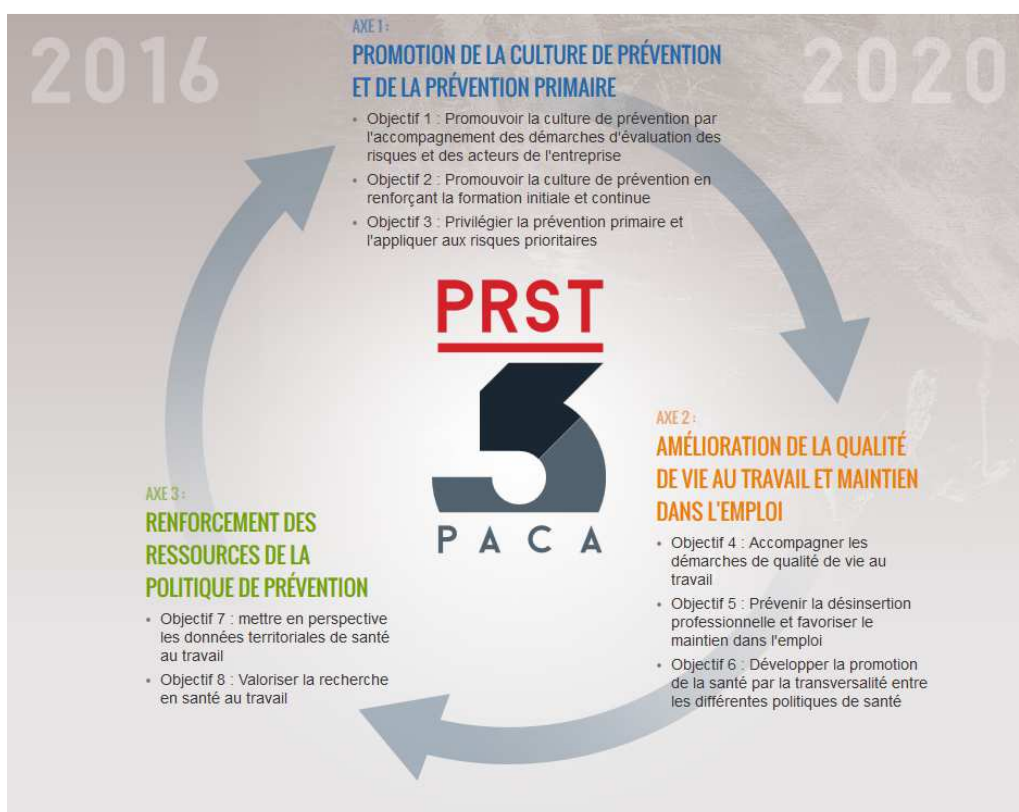 2016
2020
AXE 1 :
PROMOTION DE LA CULTURE DE PRÉVENTION
ET DE LA PRÉVENTION PRIMAIRE
• Objectif 1 : Promouvoir la culture de prévention par
l'accompagnement des démarches d'évaluation des
risques et des acteurs de l'entreprise
• Objectif 2 : Promouvoir la culture de prévention en
renforçant la formation initiale et continue
• Objectif 3 : Privilégier la prévention primaire et
l'appliquer aux risques prioritaires
PRST
3
PACA
AXE 2 :
AMÉLIORATION DE LA QUALITÉ
DE VIE AU TRAVAIL ET MAINTIEN
DANS L'EMPLOI
• Objectif 4 : Accompagner les
démarches de qualité de vie au
travail
• Objectif 5 : Prévenir la désinsertion
professionnelle et favoriser le
maintien dans l'emploi
• Objectif 6 : Développer la promotion
de la santé par la transversalité entre
les différentes politiques de santé
AXE 3 :
RENFORCEMENT DES
RESSOURCES DE LA
POLITIQUE DE PRÉVENTION
• Objectif 7 : mettre en perspective
les données territoriales de santé
au travail
• Objectif 8 : Valoriser la recherche
en santé au travail